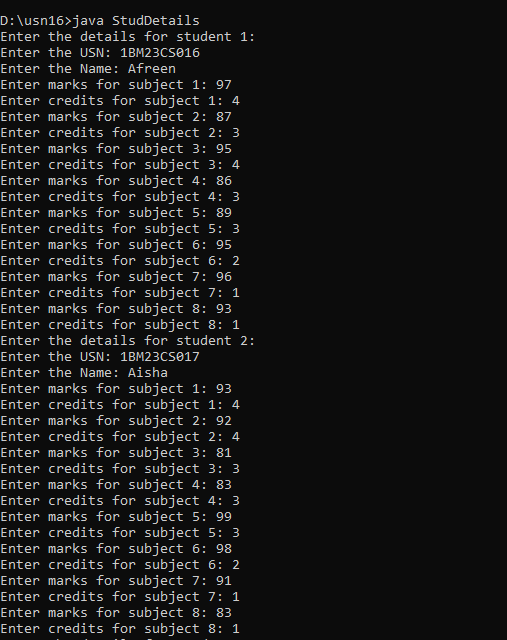 D:\usn16>java StudDetails
Enter the details for student 1:
Enter the USN: 1BM23CS016
Enter the Name: Afreen
Enter marks for subject 1: 97
Enter credits for subject 1: 4
Enter marks for subject 2: 87
Enter credits for subject 2: 3
Enter marks for subject 3: 95
Enter credits for subject 3: 4
Enter marks for subject 4: 86
Enter credits for subject 4: 3
Enter marks for subject 5: 89
Enter credits for subject 5: 3
Enter marks for subject 6: 95
Enter credits for subject 6: 2
Enter marks for subject 7: 96
Enter credits for subject 7: 1
Enter marks for subject 8: 93
Enter credits for subject 8: 1
Enter the details for student 2:
Enter the USN: 1BM23CS017
Enter the Name: Aisha
Enter marks for subject 1: 93
Enter credits for subject 1: 4
Enter marks for subject 2: 92
Enter credits for subject 2: 4
Enter marks for subject 3: 81
Enter credits for subject 3: 3
Enter marks for subject 4: 83
Enter credits for subject 4: 3
Enter marks for subject 5: 99
Enter credits for subject 5: 3
Enter marks for subject 6: 98
Enter credits for subject 6: 2
Enter marks for subject 7: 91
Enter credits for subject 7: 1
Enter marks for subject 8: 83
Enter credits for subject 8: 1